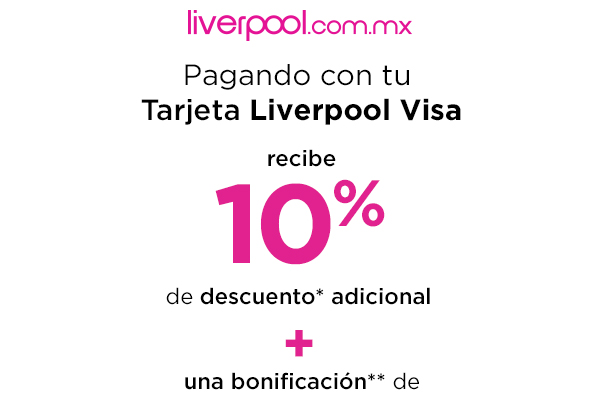 liverpool.com.mx
Pagando con tu
Tarjeta Liverpool Visa
recibe
10%
de descuento* adicional
+
una bonificación** de